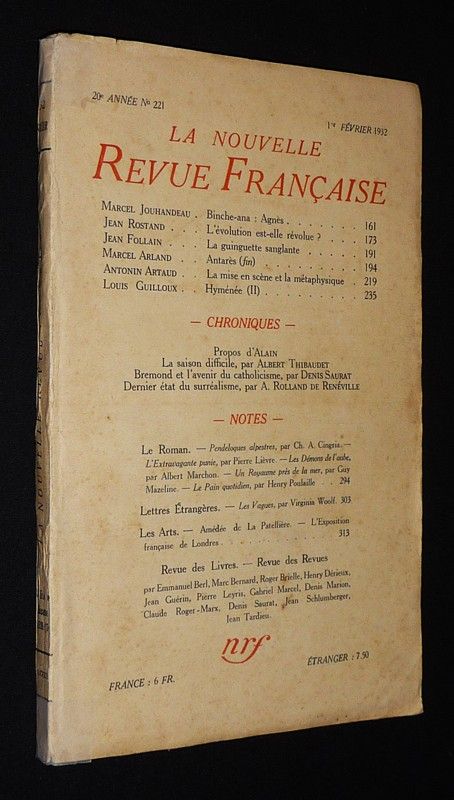 20e ANNÉE No 221
1er FÉVRIER 1932
LA NOUVELLE
REVUE FRANÇAISE
MARCEL JOUHANDEAU . Binche-ana : Agnès . . . . . . . . 161
JEAN ROSTAND . . . L'évolution est-elle révolue ? . . . . 173
JEAN FOLLAIN . . . La guinguette sanglante . . . . . . 191
MARCEL ARLAND . . . Antarès (fin) . . . . . . . . . . 194
ANTONIN ARTAUD . . . La mise en scène et la métaphysique . 219
LOUIS GUILLOUX . . . Hyménée (II) . . . . . . . . . . 235
— CHRONIQUES —
Propos d'ALAIN
La saison difficile, par ALBERT THIBAUDET
Bremond et l'avenir du catholicisme, par DENIS SAURAT
Dernier état du surréalisme, par A. ROLLAND DE RENÉVILLE
— NOTES —
Le Roman. — Pendeloques alpestres, par Ch. A. Cingria. —
L'Extravagante punie, par Pierre Lièvre. — Les Démons de l'aube,
par Albert Marchon. — Un Royaume près de la mer, par Guy
Mazeline. — Le Pain quotidien, par Henry Poulaille . . 294
Lettres Étrangères. — Les Vagues, par Virginia Woolf. 303
Les Arts. — Amédée de La Patellière. — L'Exposition
française de Londres . . . . . . . . . . . . 313
Revue des Livres. — Revue des Revues
par Emmanuel Berl, Marc Bernard, Roger Brielle, Henry Dérieux,
Jean Guérin, Pierre Leyris, Gabriel Marcel, Denis Marion,
Claude Roger-Marx, Denis Saurat, Jean Schlumberger,
Jean Tardieu.
nrf
FRANCE : 6 FR.
ÉTRANGER : 7.50